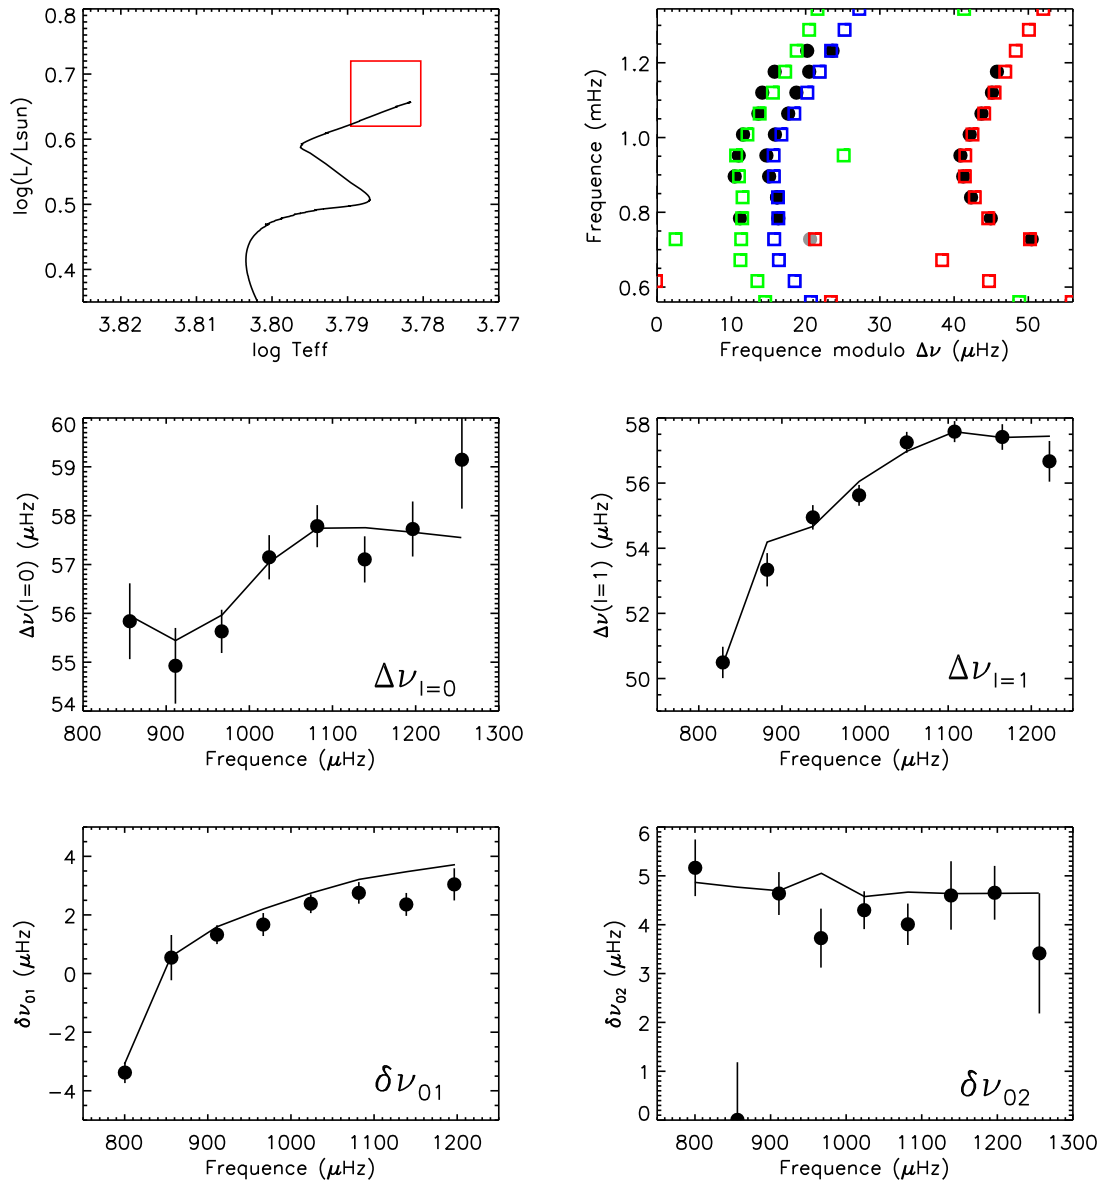 0.8
0.7
0.6
0.5
0.4
log(L/Lsun)
3.82 3.81 3.80 3.79 3.78 3.77
log Teff
1.2
1.0
0.8
0.6
Frequence (mHz)
0 10 20 30 40 50
Frequence modulo Δν (μHz)
60
59
58
57
56
55
54
Δν(l=0) (μHz)
Δν l=0
800 900 1000 1100 1200 1300
Frequence (μHz)
58
56
54
52
50
Δν(l=1) (μHz)
Δν l=1
800 900 1000 1100 1200
Frequence (μHz)
4
2
0
−2
−4
δν01 (μHz)
δν01
800 900 1000 1100 1200
Frequence (μHz)
6
5
4
3
2
1
0
δν02 (μHz)
δν02
800 900 1000 1100 1200 1300
Frequence (μHz)